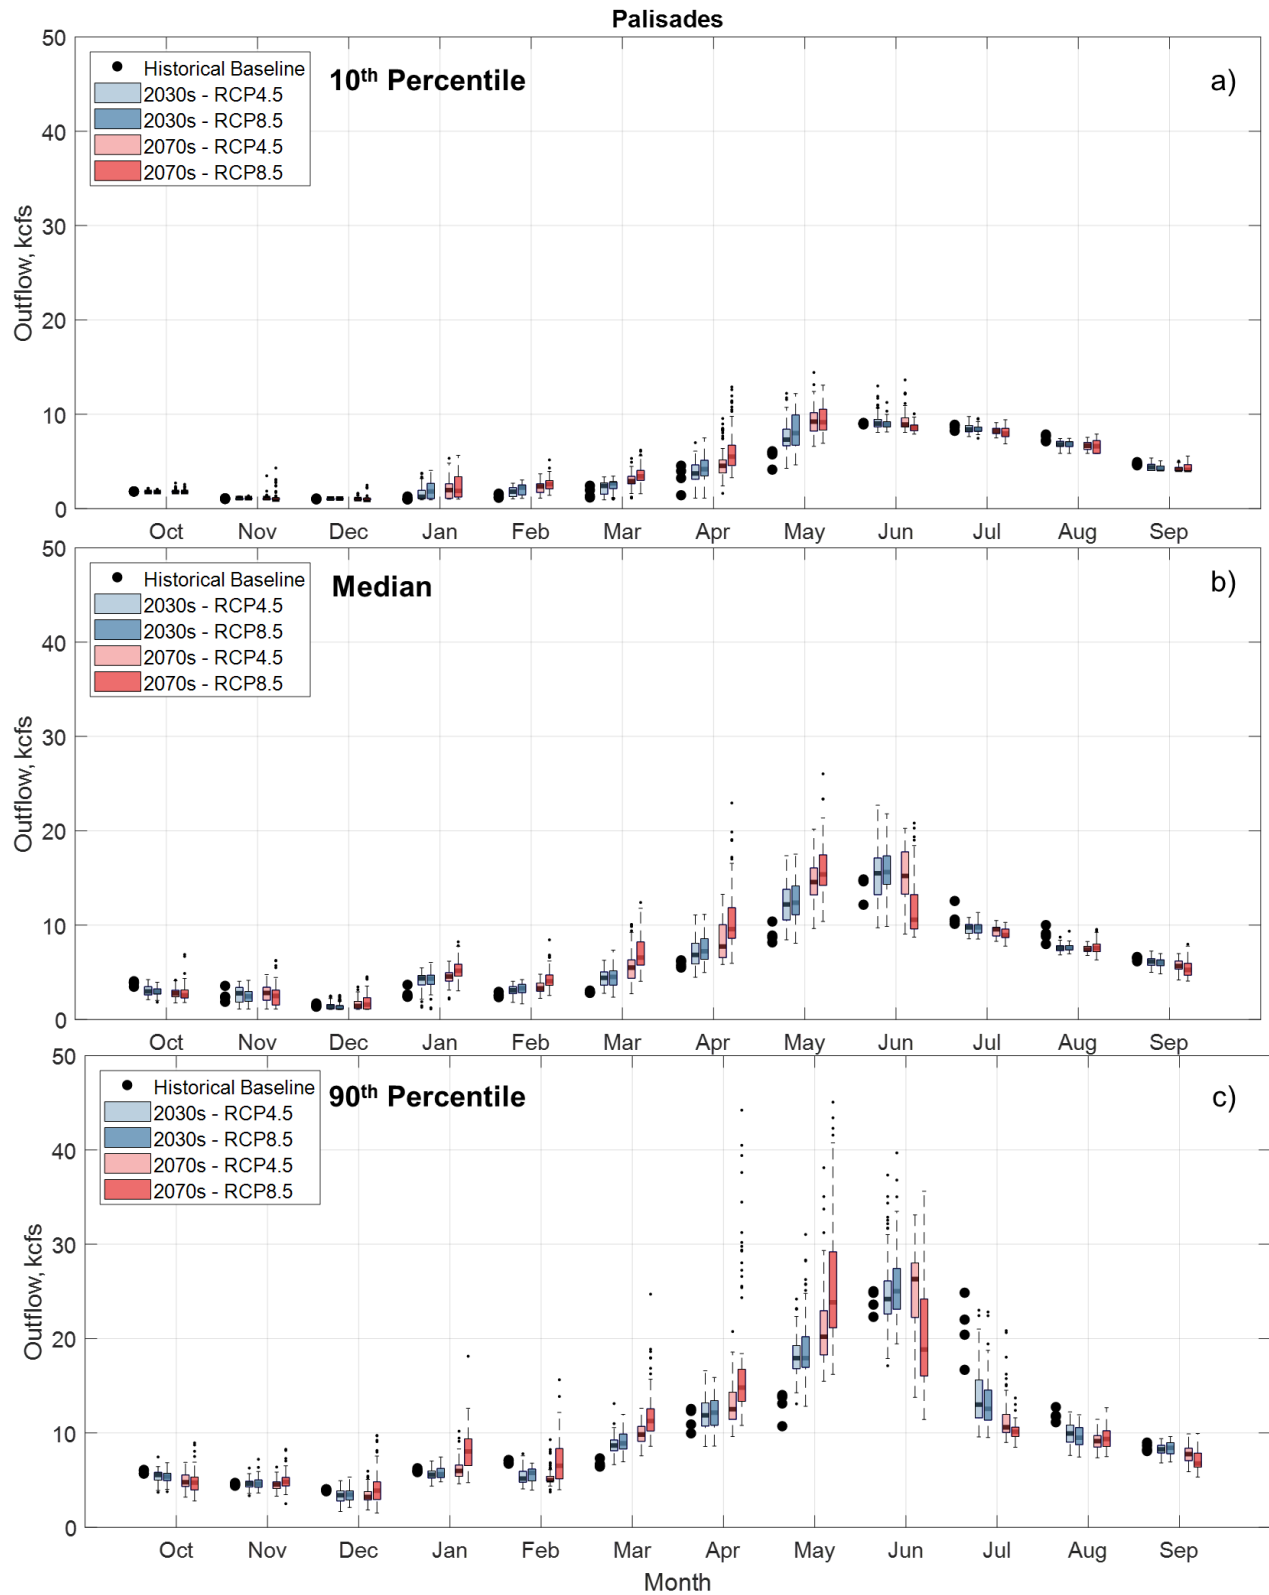 Palisades
50
40
30
20
10
0
Outflow, kcfs
Historical Baseline
2030s - RCP4.5
2030s - RCP8.5
2070s - RCP4.5
2070s - RCP8.5
10th Percentile
a)
Oct Nov Dec Jan Feb Mar Apr May Jun Jul Aug Sep
50
40
30
20
10
0
Outflow, kcfs
Historical Baseline
2030s - RCP4.5
2030s - RCP8.5
2070s - RCP4.5
2070s - RCP8.5
Median
b)
Oct Nov Dec Jan Feb Mar Apr May Jun Jul Aug Sep
50
40
30
20
10
0
Outflow, kcfs
Historical Baseline
2030s - RCP4.5
2030s - RCP8.5
2070s - RCP4.5
2070s - RCP8.5
90th Percentile
c)
Oct Nov Dec Jan Feb Mar Apr May Jun Jul Aug Sep
Month